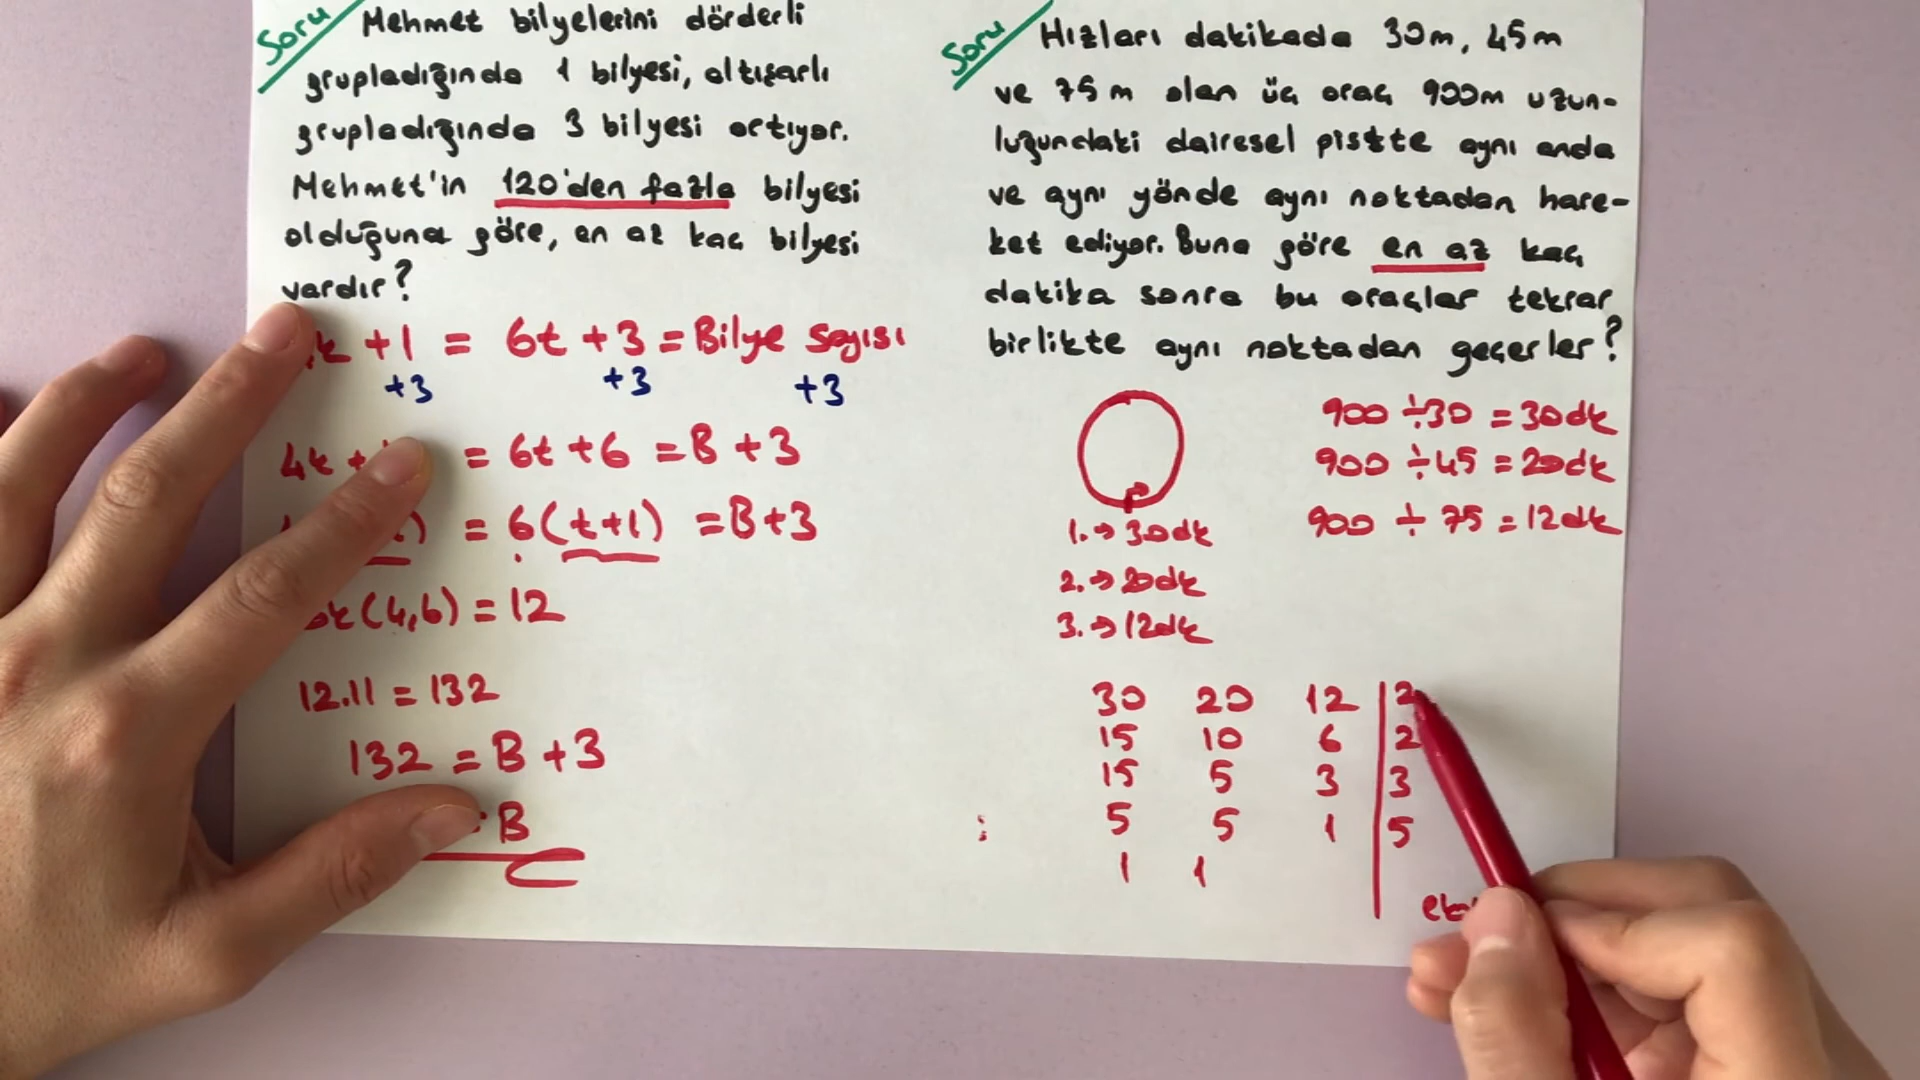 Soru
Mehmet bilyelerini dörderli
grupladığında 1 bilyesi, altışarlı
grupladığında 3 bilyesi artıyor.
Mehmet'in 120'den fazla bilyesi
olduğuna göre, en az kaç bilyesi
vardır?
+1 = 6t +3 = Bilye sayısı
+3 +3 +3
4k + = 6t +6 = B +3
) = 6(t+1) = B+3
(4,6) = 12
12.11 = 132
132 = B +3
B
Soru
Hızları dakikada 30m, 45m
ve 75m olan üç araç 900m uzun-
luğundaki dairesel pistte aynı anda
ve aynı yönde aynı noktadan hare-
ket ediyor. Buna göre en az kaç
dakika sonra bu araçlar tekrar
birlikte aynı noktadan geçerler?
900 ÷30 = 30dk
900 ÷45 = 20dk
900 ÷ 75 = 12dk
1. → 30dk
2. → 20dk
3. → 12dk
30 20 12 2
15 10 6 2
15 5 3 3
5 5 1 5
1 1